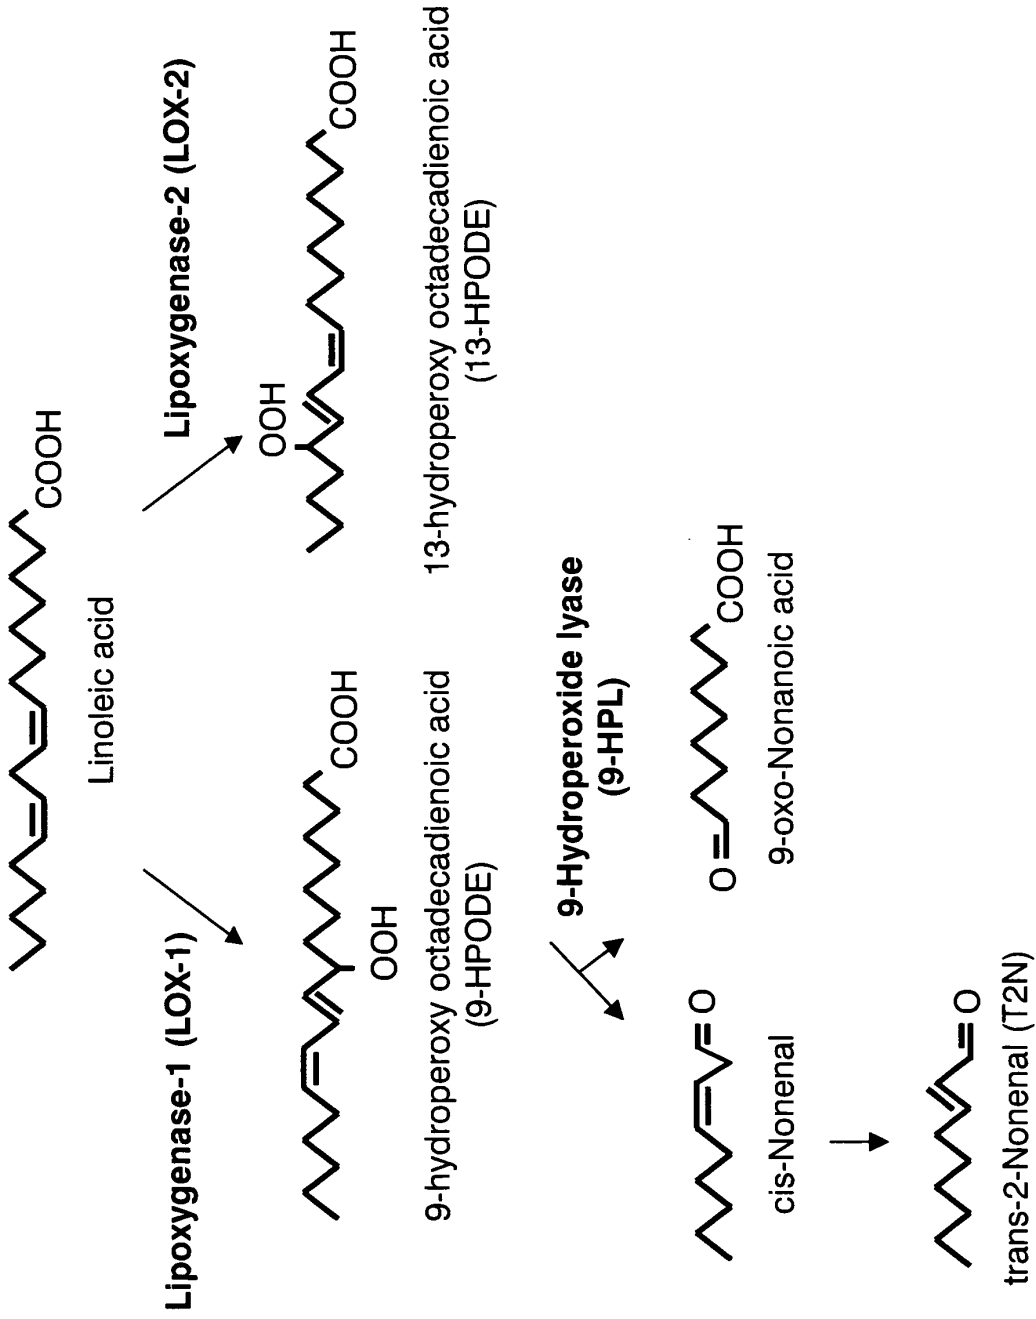 COOH
Linoleic acid
Lipoxygenase-1 (LOX-1)
Lipoxygenase-2 (LOX-2)
COOH
OOH
9-hydroperoxy octadecadienoic acid
(9-HPODE)
OOH
COOH
13-hydroperoxy octadecadienoic acid
(13-HPODE)
9-Hydroperoxide lyase
(9-HPL)
O
cis-Nonenal
O
COOH
9-oxo-Nonanoic acid
O
trans-2-Nonenal (T2N)